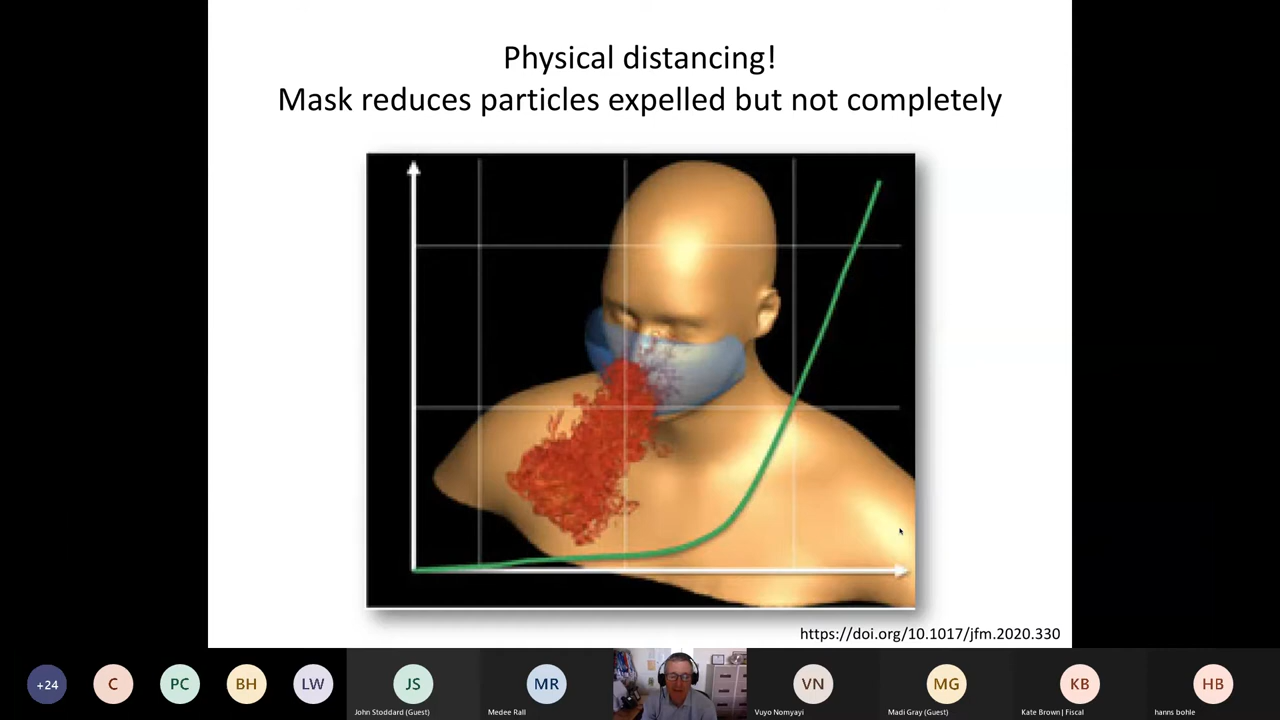 Physical distancing!
Mask reduces particles expelled but not completely
https://doi.org/10.1017/jfm.2020.330
+24
C
PC
BH
LW
JS
MR
VN
MG
KB
HB
John Stoddard (Guest)
Medee Rall
Vuyo Nomyayi
Madi Gray (Guest)
Kate Brown | Fiscal
hanns bohle